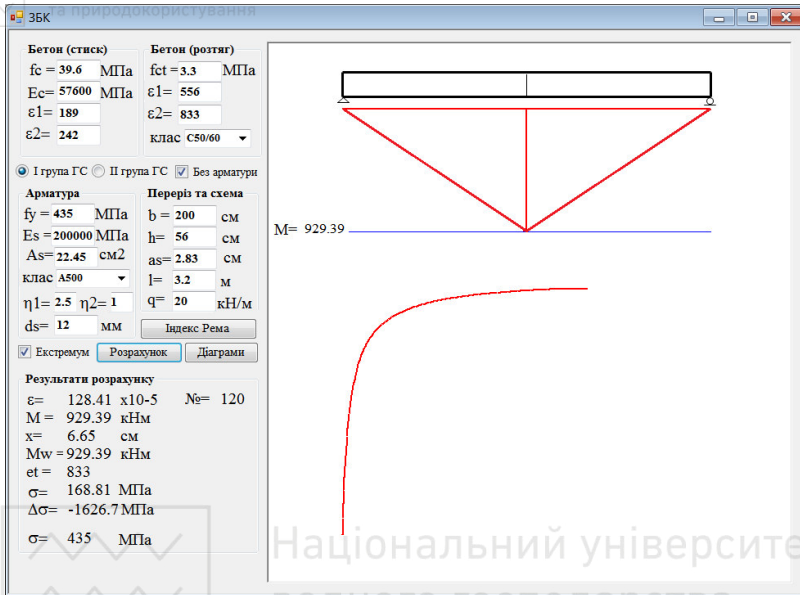 та природокористування
ЗБК
Бетон (стиск)
fc = 39.6 МПа
Ec= 57600 МПа
ε1= 189
ε2= 242
Бетон (розтяг)
fct = 3.3 МПа
ε1= 556
ε2= 833
клас C50/60
І група ГС ІІ група ГС Без арматури
Арматура
fy = 435 МПа
Es = 200000 МПа
As= 22.45 см2
клас A500
η1= 2.5 η2= 1
ds= 12 мм
Переріз та схема
b = 200 см
h= 56 см
as= 2.83 см
l= 3.2 м
q= 20 кН/м
Індекс Рема
Екстремум Розрахунок Діаграми
Результати розрахунку
ε= 128.41 x10-5 №= 120
M = 929.39 кНм
x= 6.65 см
Mw = 929.39 кНм
et = 833
σ= 168.81 МПа
Δσ= -1626.7 МПа
σ= 435 МПа
M= 929.39
Національний університе